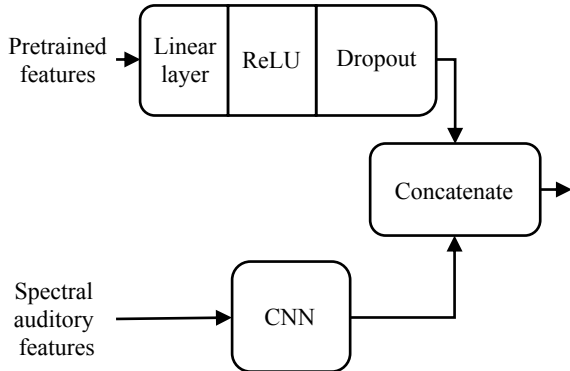 Pretrained
features
Linear
layer
ReLU
Dropout
Concatenate
Spectral
auditory
features
CNN